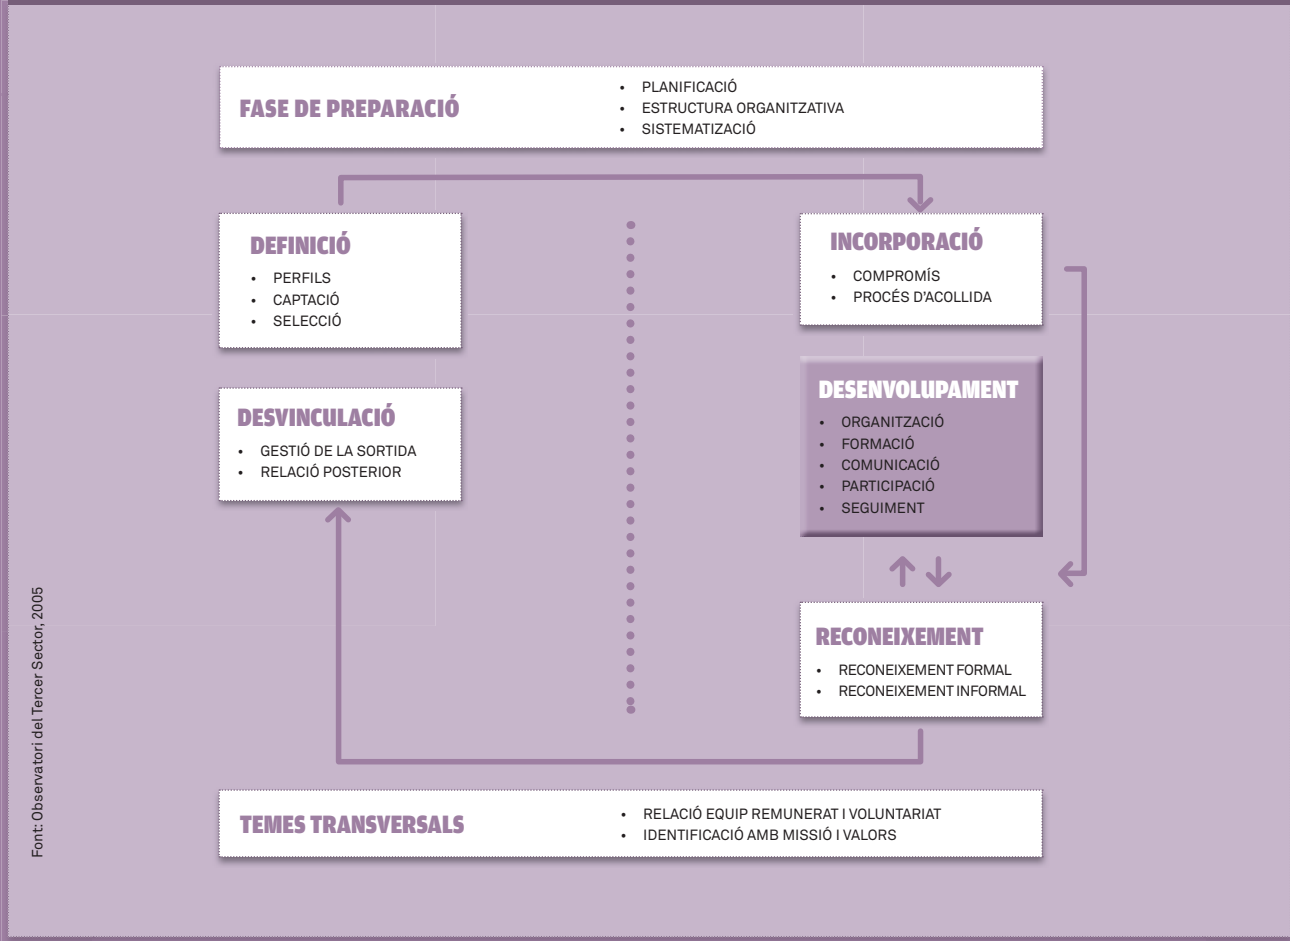 FASE DE PREPARACIÓ
• PLANIFICACIÓ
• ESTRUCTURA ORGANITZATIVA
• SISTEMATIZACIÓ
DEFINICIÓ
• PERFILS
• CAPTACIÓ
• SELECCIÓ
INCORPORACIÓ
• COMPROMÍS
• PROCÉS D'ACOLLIDA
DESVINCULACIÓ
• GESTIÓ DE LA SORTIDA
• RELACIÓ POSTERIOR
DESENVOLUPAMENT
• ORGANITZACIÓ
• FORMACIÓ
• COMUNICACIÓ
• PARTICIPACIÓ
• SEGUIMENT
RECONEIXEMENT
• RECONEIXEMENT FORMAL
• RECONEIXEMENT INFORMAL
TEMES TRANSVERSALS
• RELACIÓ EQUIP REMUNERAT I VOLUNTARIAT
• IDENTIFICACIÓ AMB MISSIÓ I VALORS
Font: Observatori del Tercer Sector, 2005